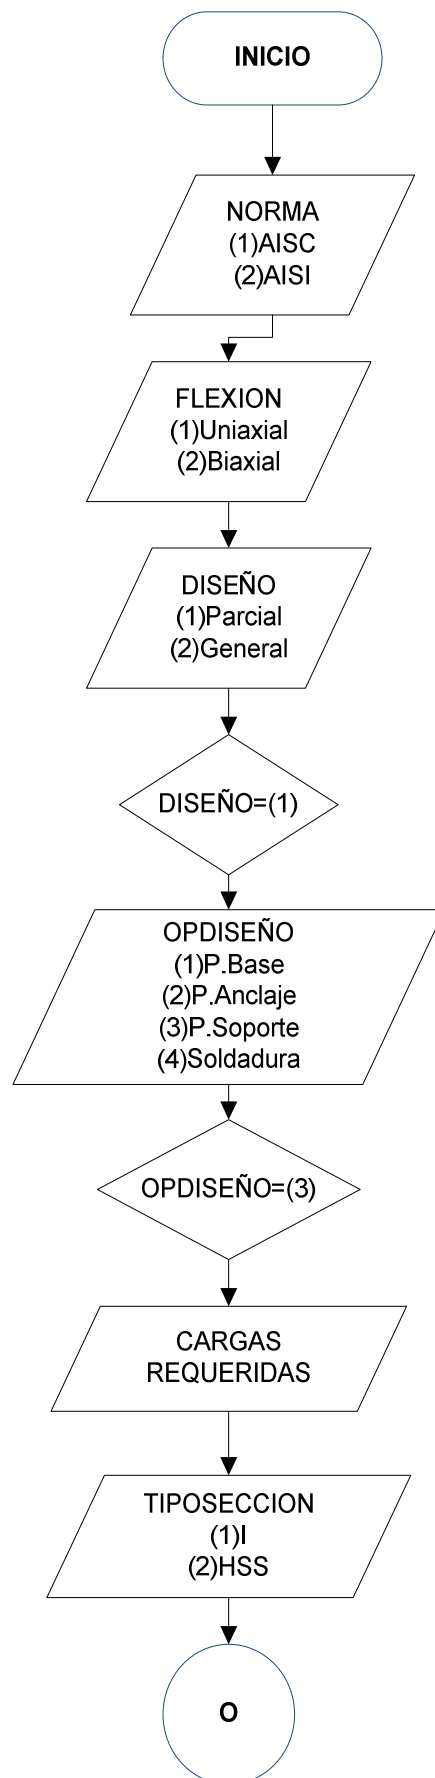 INICIO
NORMA
(1)AISC
(2)AISI
FLEXION
(1)Uniaxial
(2)Biaxial
DISEÑO
(1)Parcial
(2)General
DISEÑO=(1)
OPDISEÑO
(1)P.Base
(2)P.Anclaje
(3)P.Soporte
(4)Soldadura
OPDISEÑO=(3)
CARGAS
REQUERIDAS
TIPOSECCION
(1)I
(2)HSS
O